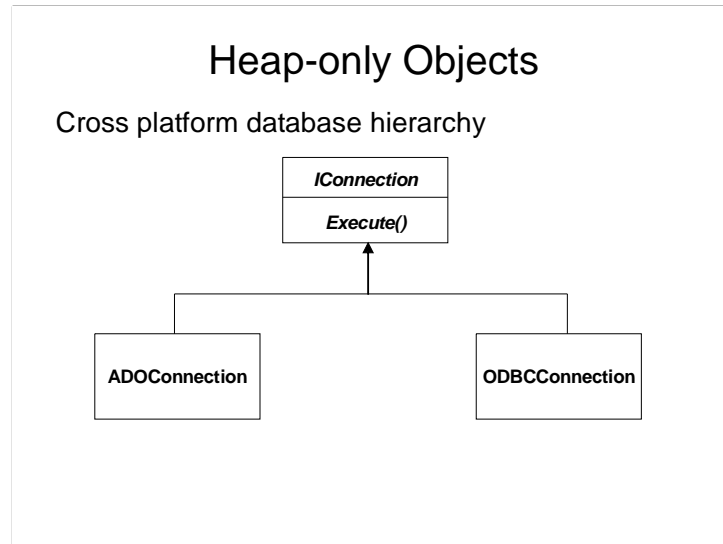 Heap-only Objects
Cross platform database hierarchy
IConnection
Execute()
ADOConnection
ODBCConnection